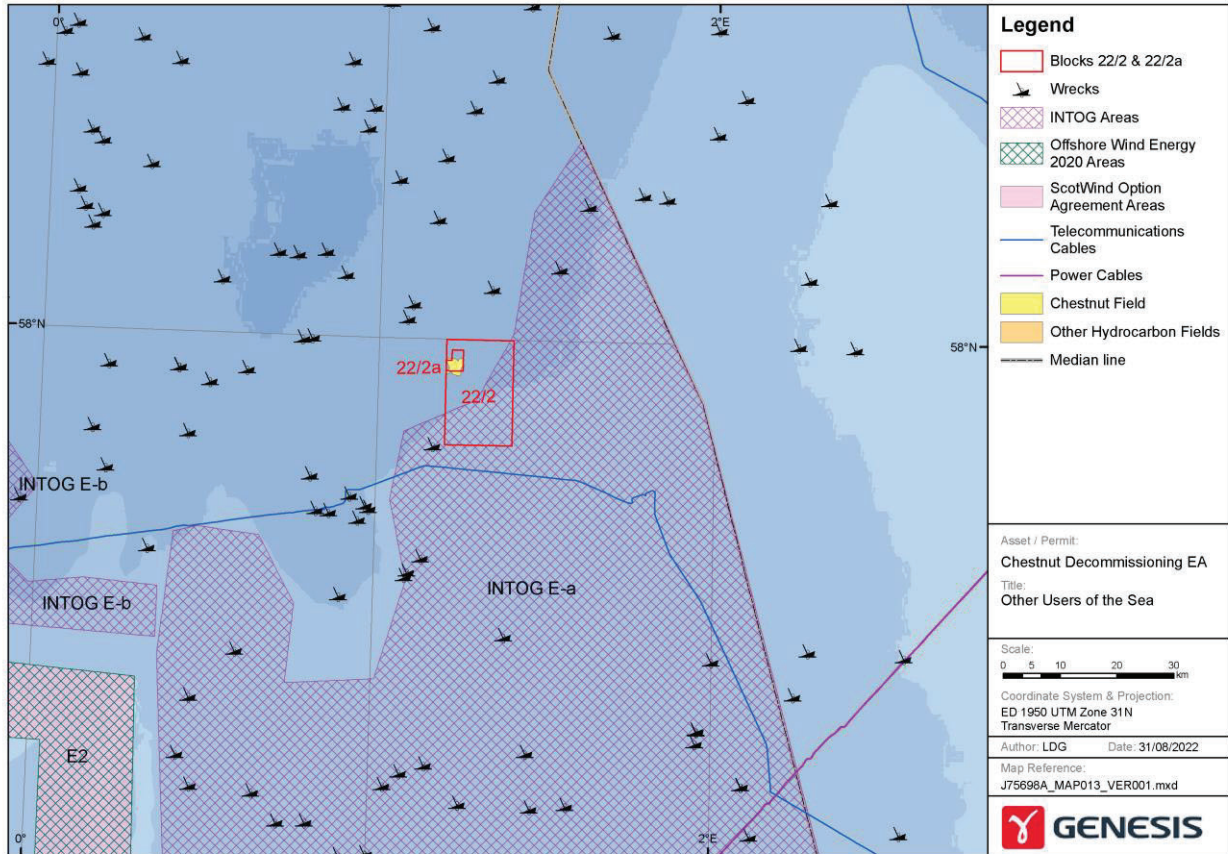 0°
2°E
58°N
58°N
22/2a
22/2
INTOG E-b
INTOG E-b
INTOG E-a
E2
0°
2°E
Legend
Blocks 22/2 & 22/2a
Wrecks
INTOG Areas
Offshore Wind Energy
2020 Areas
ScotWind Option
Agreement Areas
Telecommunications
Cables
Power Cables
Chestnut Field
Other Hydrocarbon Fields
Median line
Asset / Permit:
Chestnut Decommissioning EA
Title:
Other Users of the Sea
Scale:
0 5 10 20 30
km
Coordinate System & Projection:
ED 1950 UTM Zone 31N
Transverse Mercator
Author: LDG Date: 31/08/2022
Map Reference:
J75698A_MAP013_VER001.mxd
GENESIS